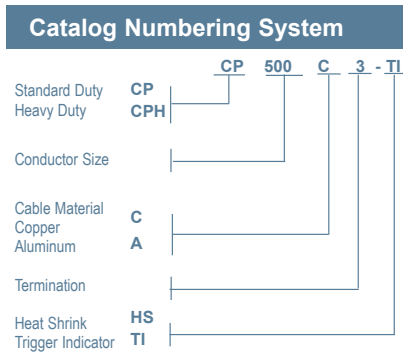 Catalog Numbering System
CP 500 C 3 - TI
Standard Duty CP
Heavy Duty CPH
Conductor Size
Cable Material
Copper C
Aluminum A
Termination
Heat Shrink HS
Trigger Indicator TI